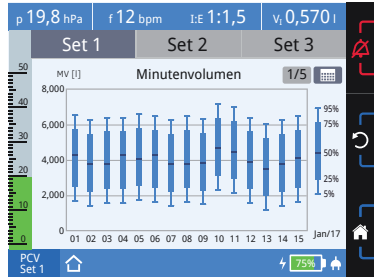 p 19,8 hPa f 12 bpm I:E 1:1,5 VI 0,570 l
Set 1 Set 2 Set 3
MV [l] Minutenvolumen 1/5
50
40
30
20
10
0
8,000
6,000
4,000
2,000
0
95%
75%
50%
25%
5%
01 02 03 04 05 06 07 08 09 10 11 12 13 14 15 Jan/17
PCV
Set 1
75%